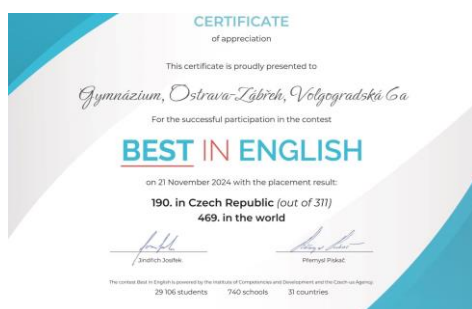 CERTIFICATE
of appreciation
This certificate is proudly presented to
Gymnázium, Ostrava-Zábřeh, Volgogradská 6a
For the successful participation in the contest
BEST IN ENGLISH
on 21 November 2024 with the placement result:
190. in Czech Republic (out of 311)
469. in the world
Jindřich Josífek Přemysl Piskač
The contest Best in English is powered by the Institute of Competencies and Development and the Czech-us Agency.
29 106 students 740 schools 31 countries